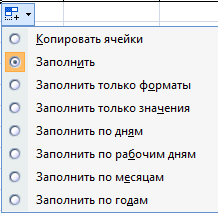 Копировать ячейки
Заполнить
Заполнить только форматы
Заполнить только значения
Заполнить по дням
Заполнить по рабочим дням
Заполнить по месяцам
Заполнить по годам